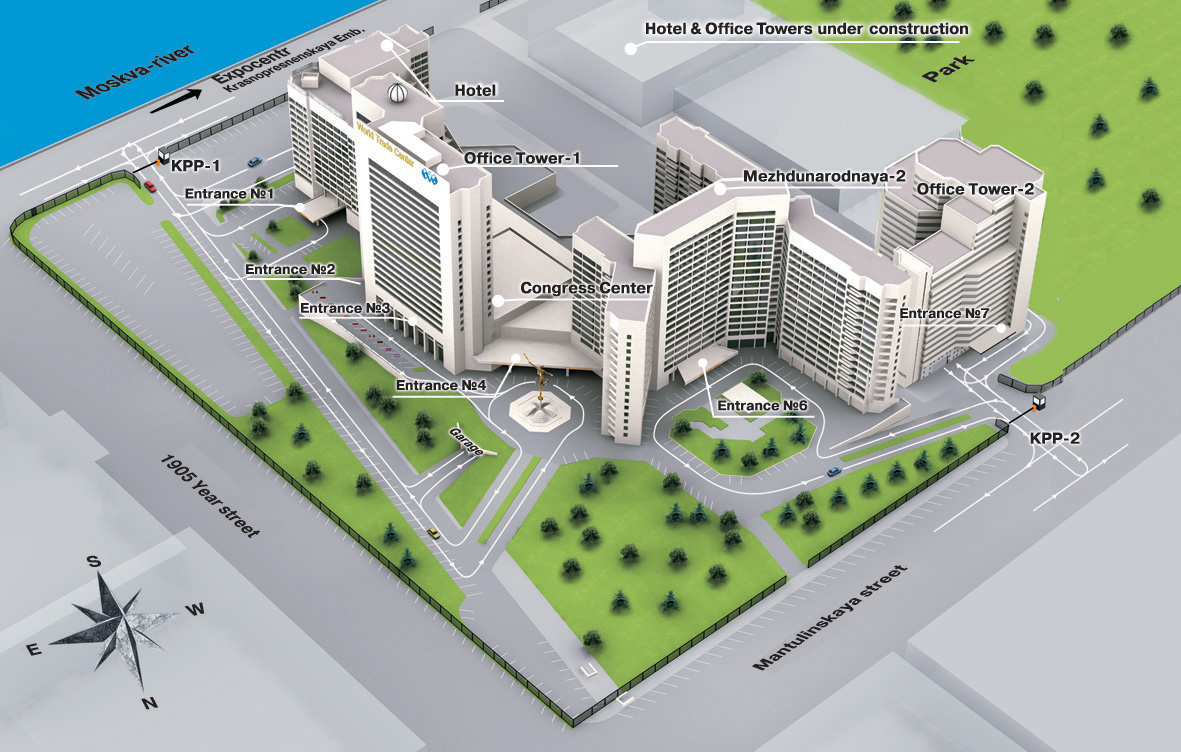 Hotel & Office Towers under construction
Moskva-river
Expocentr
Krasnopresnenskaya Emb.
Park
Hotel
World Trade Center
Office Tower-1
KPP-1
Mezhdunarodnaya-2
Office Tower-2
Entrance №1
Entrance №2
Congress Center
Entrance №3
Entrance №7
Entrance №4
Entrance №6
Garage
KPP-2
1905 Year street
Mantulinskaya street
S
W
E
N